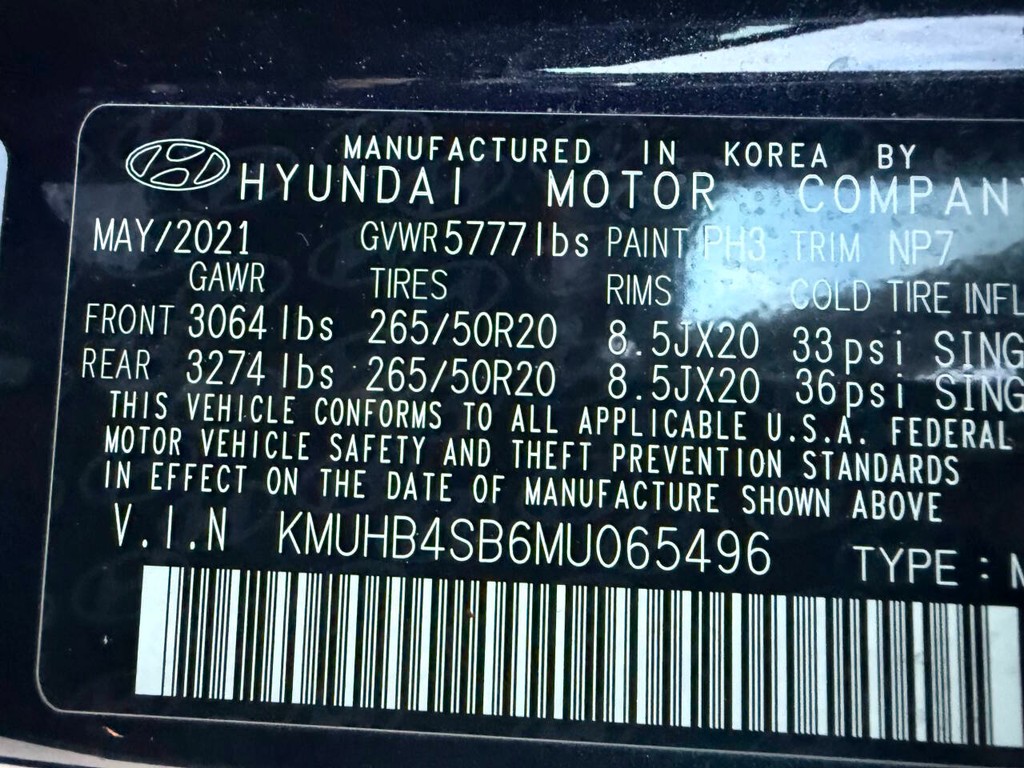 MANUFACTURED IN KOREA BY
HYUNDAI MOTOR COMPAN
MAY/2021 GVWR 5777lbs PAINT PH3 TRIM NP7
GAWR TIRES RIMS COLD TIRE INFL
FRONT 3064 lbs 265/50R20 8.5JX20 33psi SING
REAR 3274 lbs 265/50R20 8.5JX20 36psi SING
THIS VEHICLE CONFORMS TO ALL APPLICABLE U.S.A. FEDERAL
MOTOR VEHICLE SAFETY AND THEFT PREVENTION STANDARDS
IN EFFECT ON THE DATE OF MANUFACTURE SHOWN ABOVE
V.I.N KMUHB4SB6MU065496 TYPE :